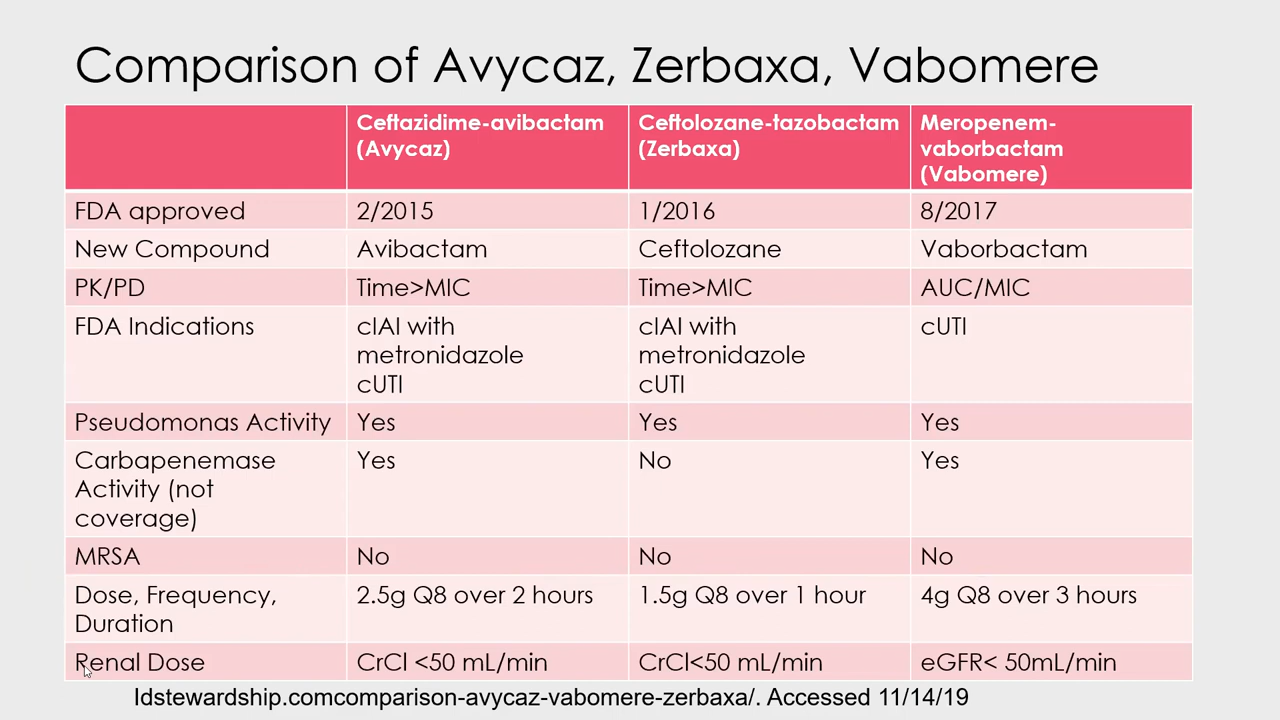 Comparison of Avycaz, Zerbaxa, Vabomere
Ceftazidime-avibactam
(Avycaz)
Ceftolozane-tazobactam
(Zerbaxa)
Meropenem-
vaborbactam
(Vabomere)
FDA approved
2/2015
1/2016
8/2017
New Compound
Avibactam
Ceftolozane
Vaborbactam
PK/PD
Time>MIC
Time>MIC
AUC/MIC
FDA Indications
cIAI with
metronidazole
cUTI
cIAI with
metronidazole
cUTI
cUTI
Pseudomonas Activity
Yes
Yes
Yes
Carbapenemase
Activity (not
coverage)
Yes
No
Yes
MRSA
No
No
No
Dose, Frequency,
Duration
2.5g Q8 over 2 hours
1.5g Q8 over 1 hour
4g Q8 over 3 hours
Renal Dose
CrCl <50 mL/min
CrCl<50 mL/min
eGFR< 50mL/min
Idstewardship.comcomparison-avycaz-vabomere-zerbaxa/. Accessed 11/14/19